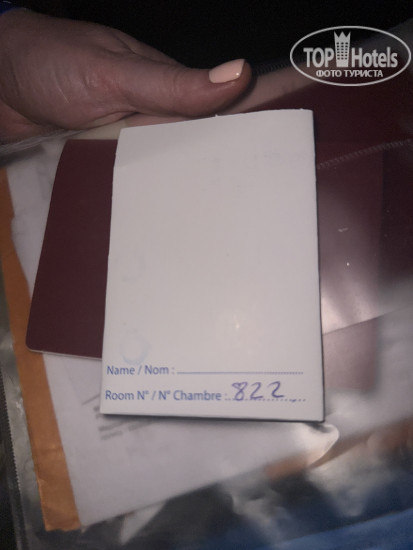 TOP Hotels
ФОТО ТУРИСТА
Name / Nom :
Room N° / N° Chambre : 822